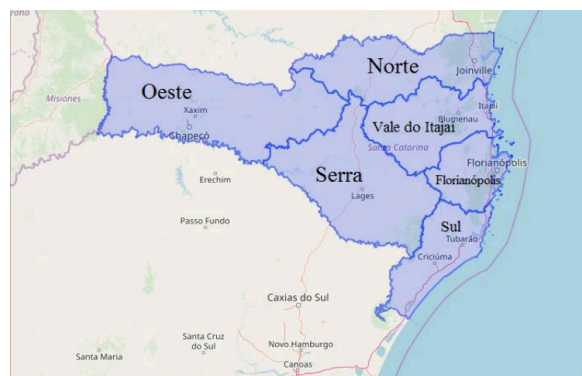 rana
Norte
Joinville
Misiones
Oeste
Xaxim
Chapecó
Itajaí
Blumenau
Vale do Itajaí
Santa Catarina
Florianópolis
Florianópolis
Serra
Erechim
Lages
Passo Fundo
Sul
Tubarão
Criciúma
Caxias do Sul
Santa Cruz
do Sul
Novo Hamburgo
Santa Maria
Canoas